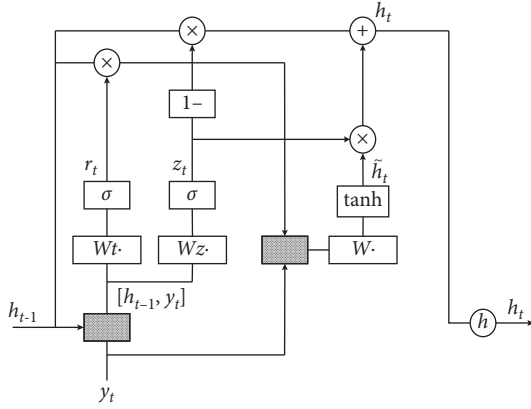 h_t
×
+
×
1–
×
r_t
z_t
h̃_t
σ
σ
tanh
Wt·
Wz·
W·
[h_{t–1}, y_t]
h_{t-1}
h
h_t
y_t